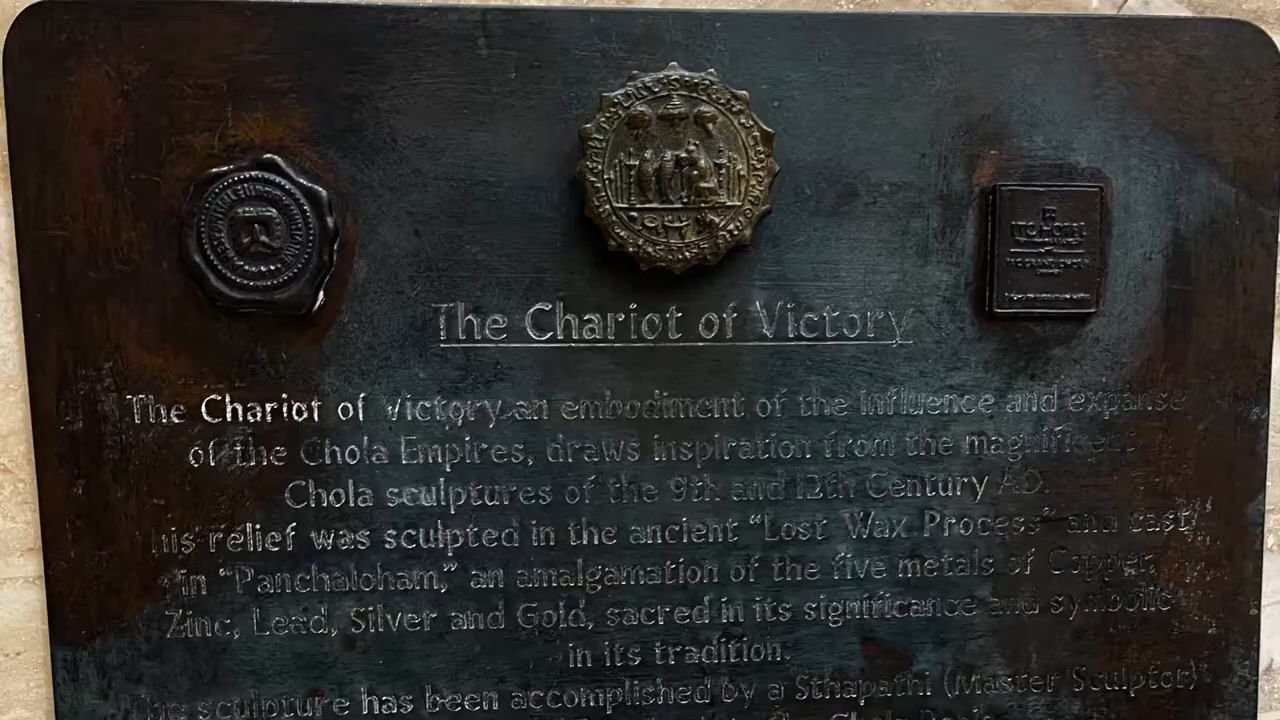 ITC HOTEL
The Chariot of Victory
The Chariot of Victory, an embodiment of the influence and expanse
of the Chola Empires, draws inspiration from the magnificent
Chola sculptures of the 9th and 12th Century AD.
his relief was sculpted in the ancient “Lost Wax Process” and cast
in “Panchaloham,” an amalgamation of the five metals of Copper,
Zinc, Lead, Silver and Gold, sacred in its significance and symbolic
in its tradition.
The sculpture has been accomplished by a Sthapathi (Master Sculptor)